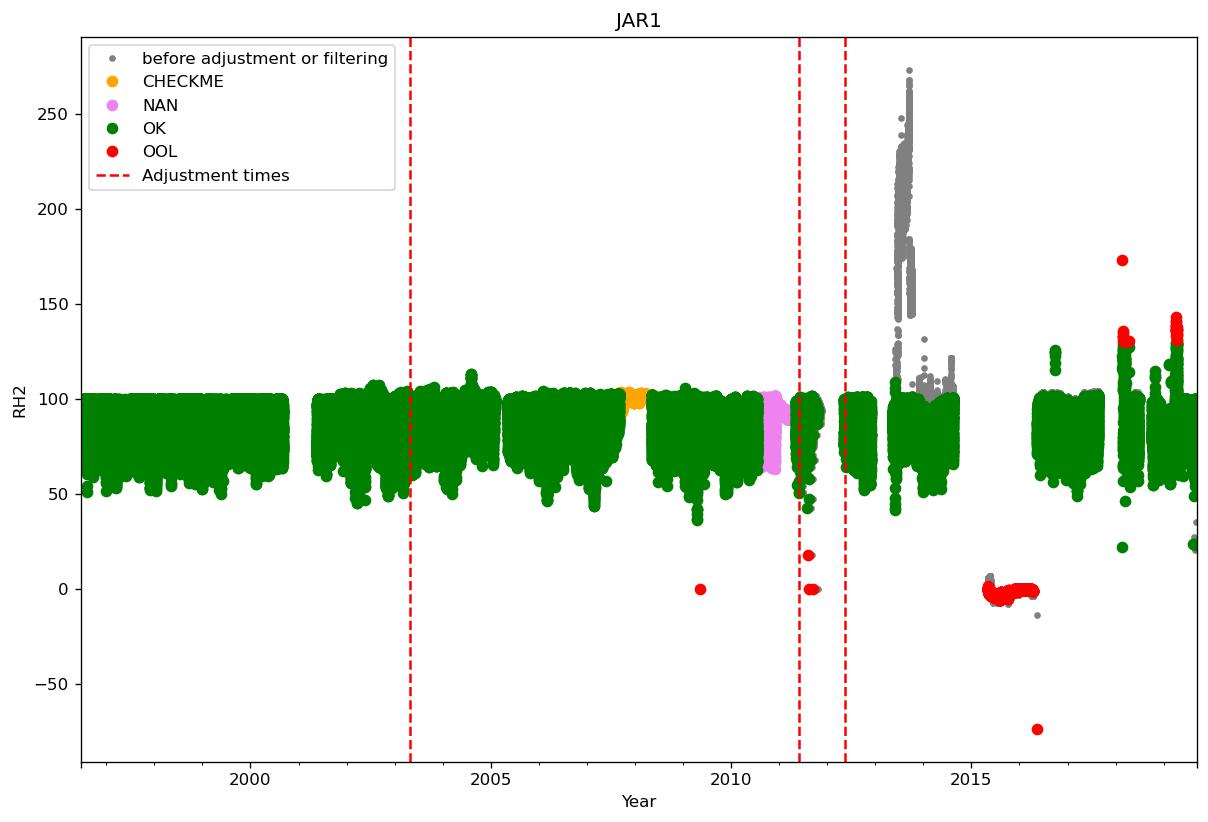 JAR1
before adjustment or filtering
CHECKME
NAN
OK
OOL
Adjustment times
250
200
150
100
50
0
−50
RH2
2000
2005
2010
2015
Year